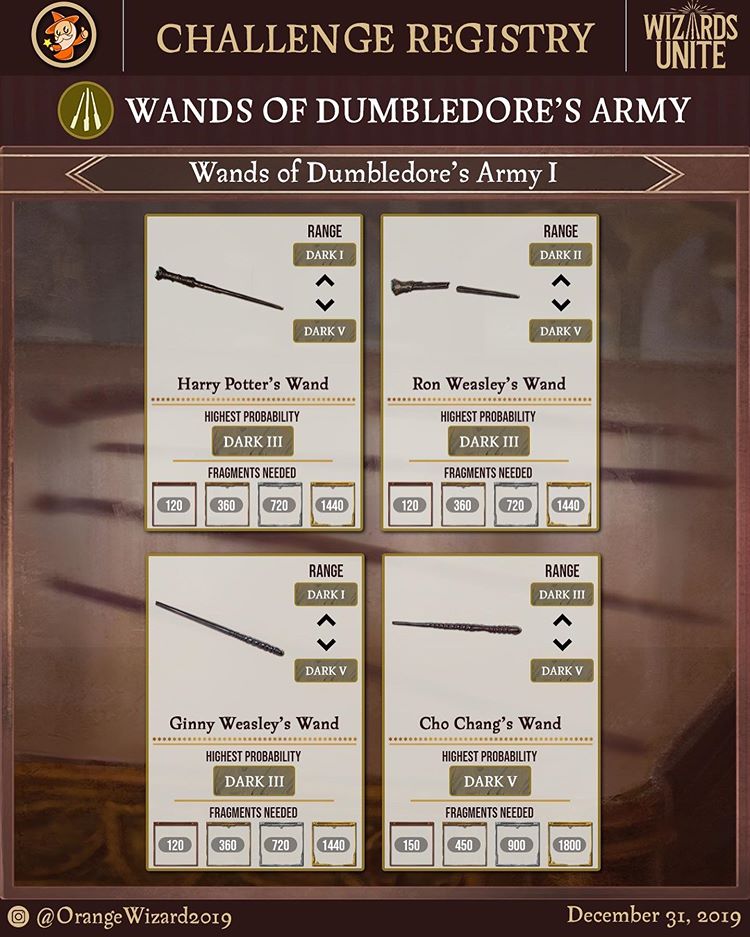 CHALLENGE REGISTRY
WIZARDS
UNITE
WANDS OF DUMBLEDORE'S ARMY
Wands of Dumbledore's Army I
RANGE
DARK I
DARK V
Harry Potter's Wand
HIGHEST PROBABILITY
DARK III
FRAGMENTS NEEDED
120 360 720 1440
RANGE
DARK II
DARK V
Ron Weasley's Wand
HIGHEST PROBABILITY
DARK III
FRAGMENTS NEEDED
120 360 720 1440
RANGE
DARK I
DARK V
Ginny Weasley's Wand
HIGHEST PROBABILITY
DARK III
FRAGMENTS NEEDED
120 360 720 1440
RANGE
DARK III
DARK V
Cho Chang's Wand
HIGHEST PROBABILITY
DARK V
FRAGMENTS NEEDED
150 450 900 1800
@OrangeWizard2019
December 31, 2019